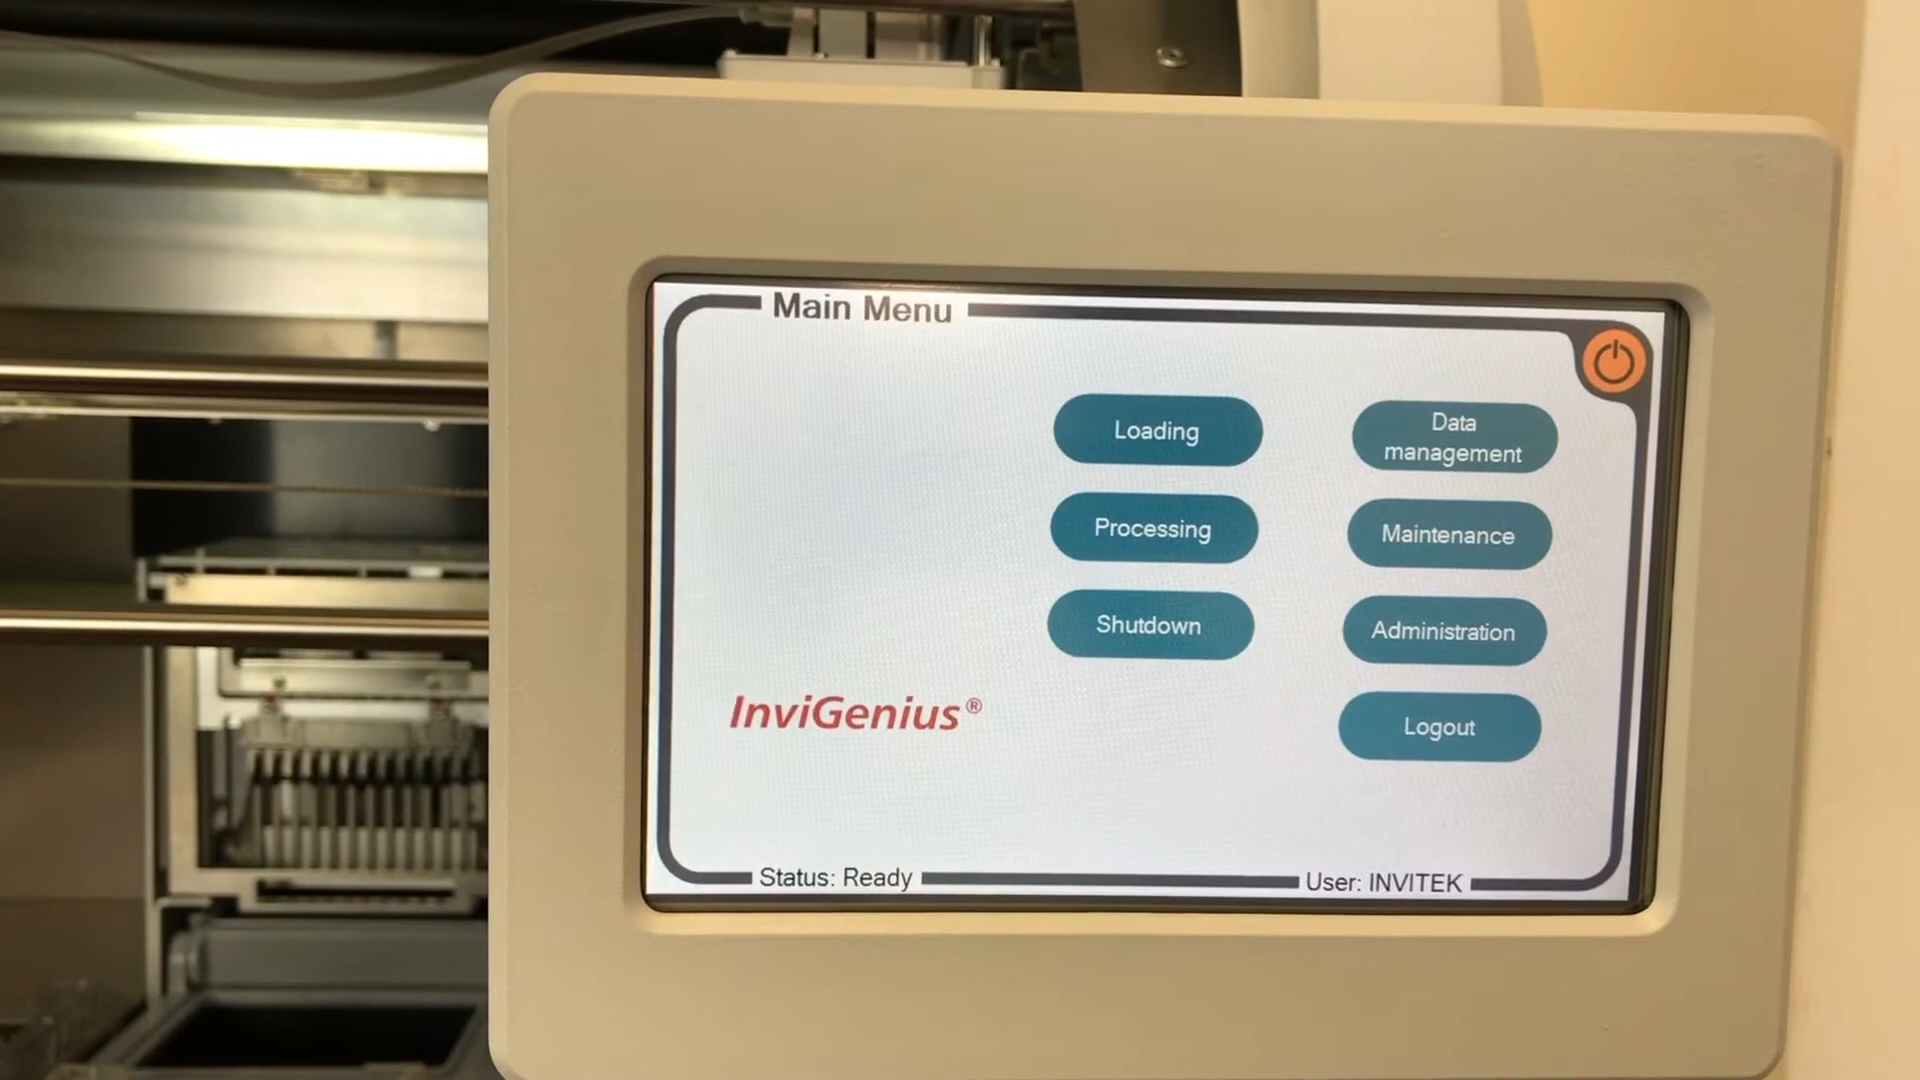 Main Menu
Loading
Data
management
Processing
Maintenance
Shutdown
Administration
InviGenius®
Logout
Status: Ready
User: INVITEK